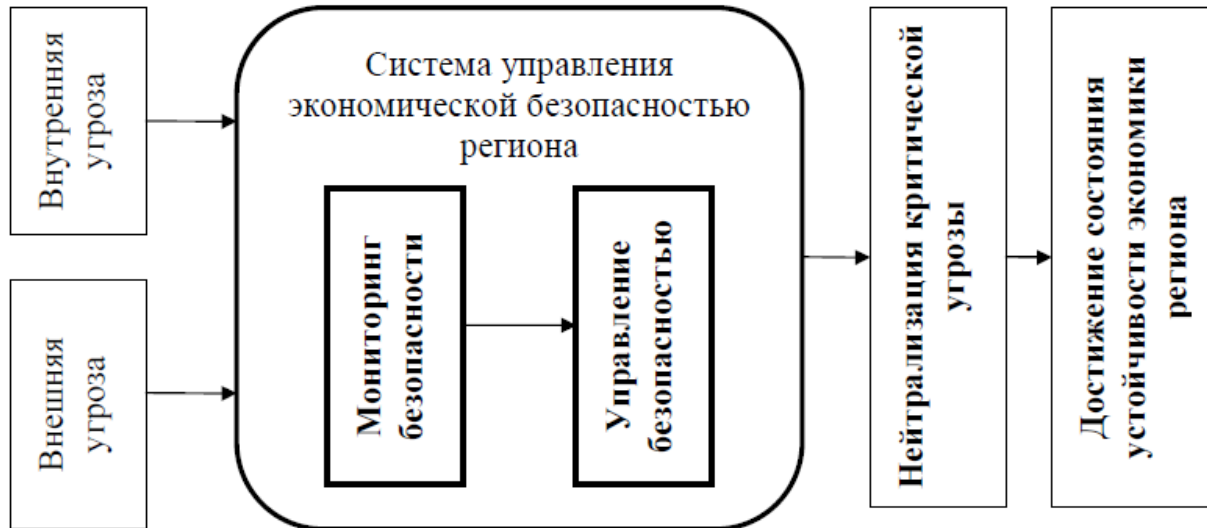 Внутренняя
угроза
Внешняя
угроза
Система управления
экономической безопасностью
региона
Мониторинг
безопасности
Управление
безопасностью
Нейтрализация критической
угрозы
Достижение состояния
устойчивости экономики
региона